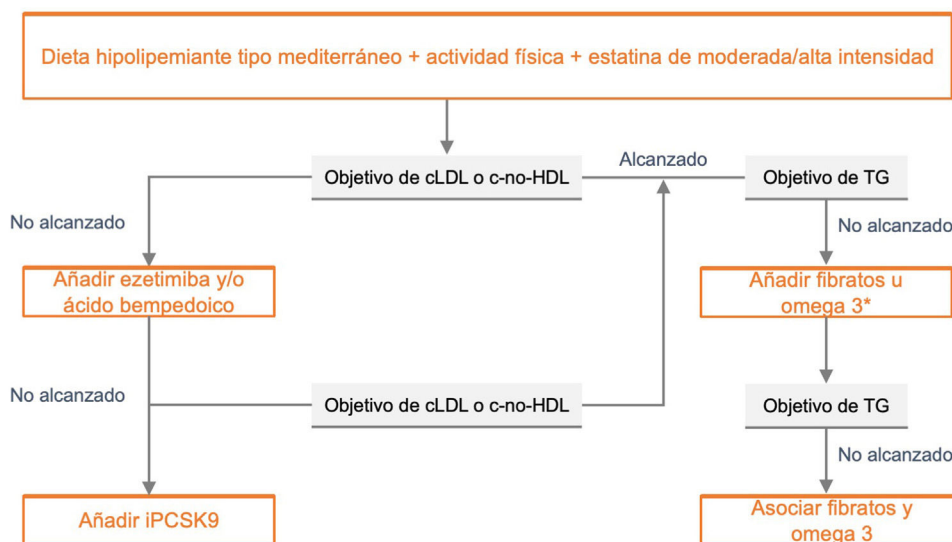 Dieta hipolipemiante tipo mediterráneo + actividad física + estatina de moderada/alta intensidad
Objetivo de cLDL o c-no-HDL
Alcanzado
Objetivo de TG
No alcanzado
No alcanzado
Añadir ezetimiba y/o
ácido bempedoico
Añadir fibratos u
omega 3*
No alcanzado
Objetivo de cLDL o c-no-HDL
Objetivo de TG
No alcanzado
Añadir iPCSK9
Asociar fibratos y
omega 3